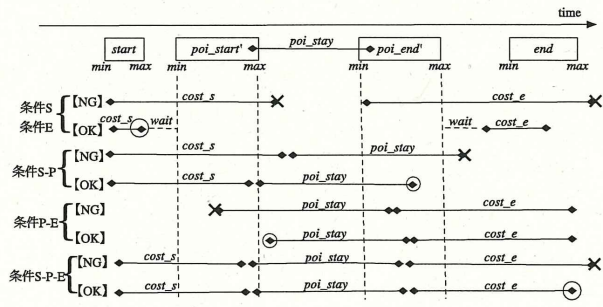 time
start poi_start' poi_stay poi_end' end
min max min max min max min max
条件S 【NG】 cost_s cost_e
条件E 【OK】 cost_s wait wait cost_e
条件S-P 【NG】 cost_s poi_stay
【OK】 cost_s poi_stay
条件P-E 【NG】 poi_stay cost_e
【OK】 poi_stay cost_e
条件S-P-E 【NG】 cost_s poi_stay cost_e
【OK】 cost_s poi_stay cost_e